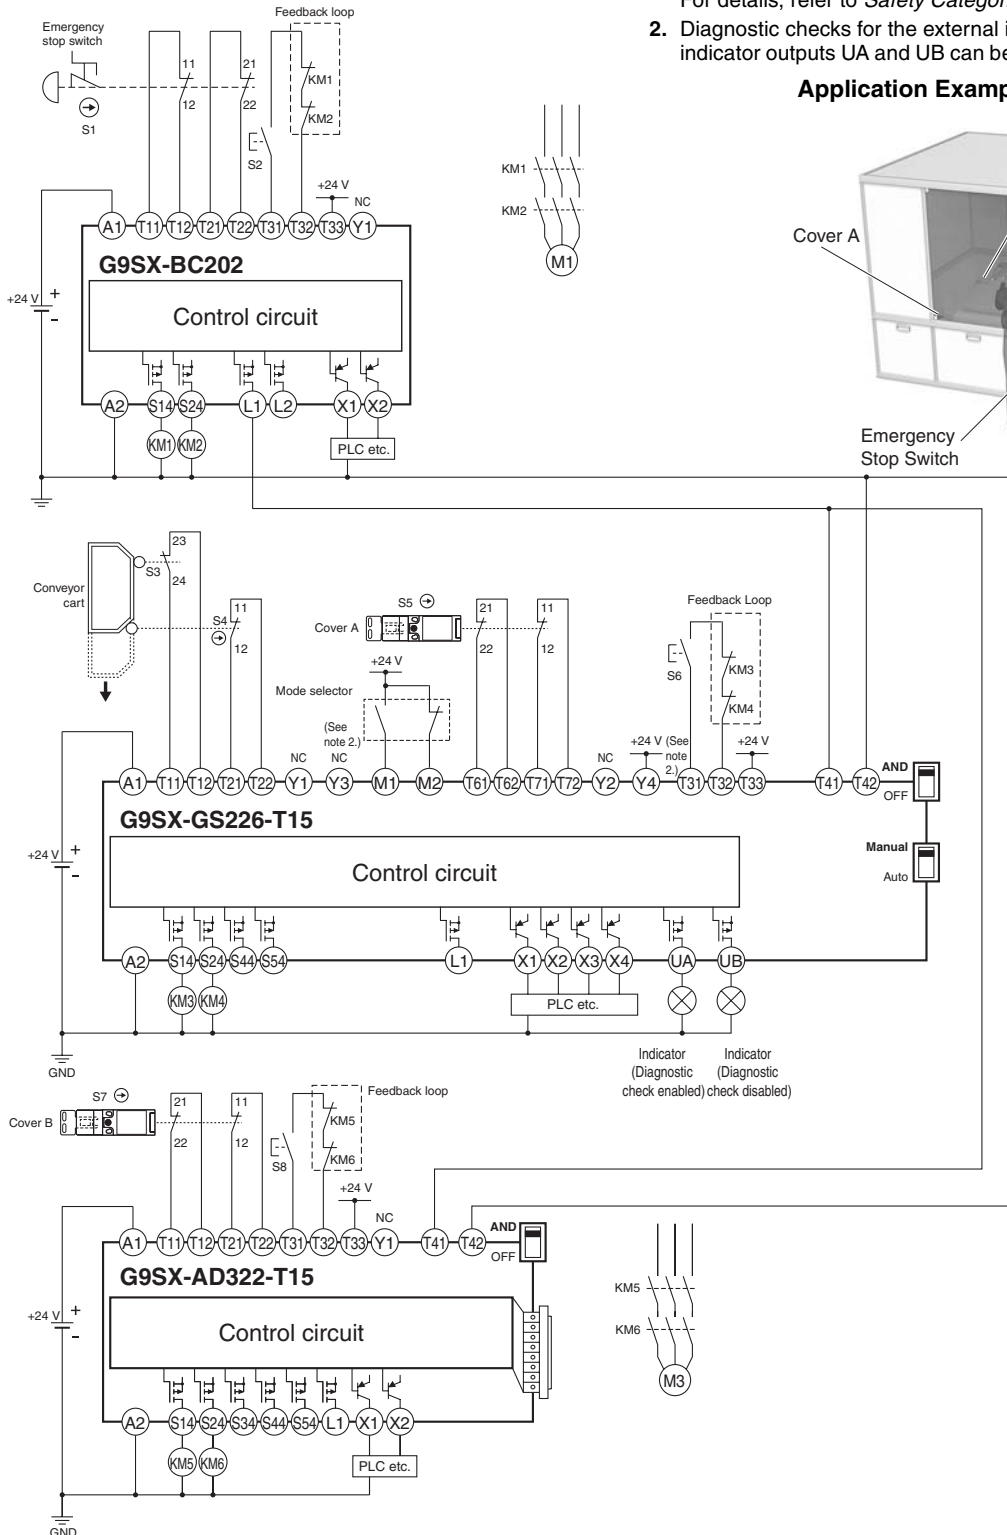 For details, refer to Safety Categor
2. Diagnostic checks for the external i
indicator outputs UA and UB can be
Application Examp
Feedback loop
Emergency
stop switch
S1
11
12
21
22
S2
KM1
KM2
+24 V
NC
A1 T11 T12 T21 T22 T31 T32 T33 Y1
G9SX-BC202
Control circuit
+24 V
+
-
A2 S14 S24 L1 L2 X1 X2
KM1 KM2
PLC etc.
KM1
KM2
M1
Cover A
Emergency
Stop Switch
Conveyor
cart
S3
23
24
S4
11
12
S5
Cover A
21
22
11
12
Mode selector
+24 V
(See
note 2.)
Feedback Loop
S6
KM3
KM4
NC
NC
NC
+24 V
(See
note
2.)
+24 V
A1 T11 T12 T21 T22 Y1 Y3 M1 M2 T61 T62 T71 T72 Y2 Y4 T31 T32 T33 T41 T42
AND
OFF
Manual
Auto
G9SX-GS226-T15
Control circuit
+24 V
+
-
A2 S14 S24 S44 S54 L1 X1 X2 X3 X4 UA UB
KM3 KM4
PLC etc.
GND
Indicator
(Diagnostic
check enabled)
Indicator
(Diagnostic
check disabled)
S7
Cover B
21
22
11
12
S8
Feedback loop
KM5
KM6
+24 V
NC
A1 T11 T12 T21 T22 T31 T32 T33 Y1 T41 T42
AND
OFF
G9SX-AD322-T15
Control circuit
+24 V
+
-
A2 S14 S24 S34 S44 S54 L1 X1 X2
KM5 KM6
PLC etc.
GND
KM5
KM6
M3